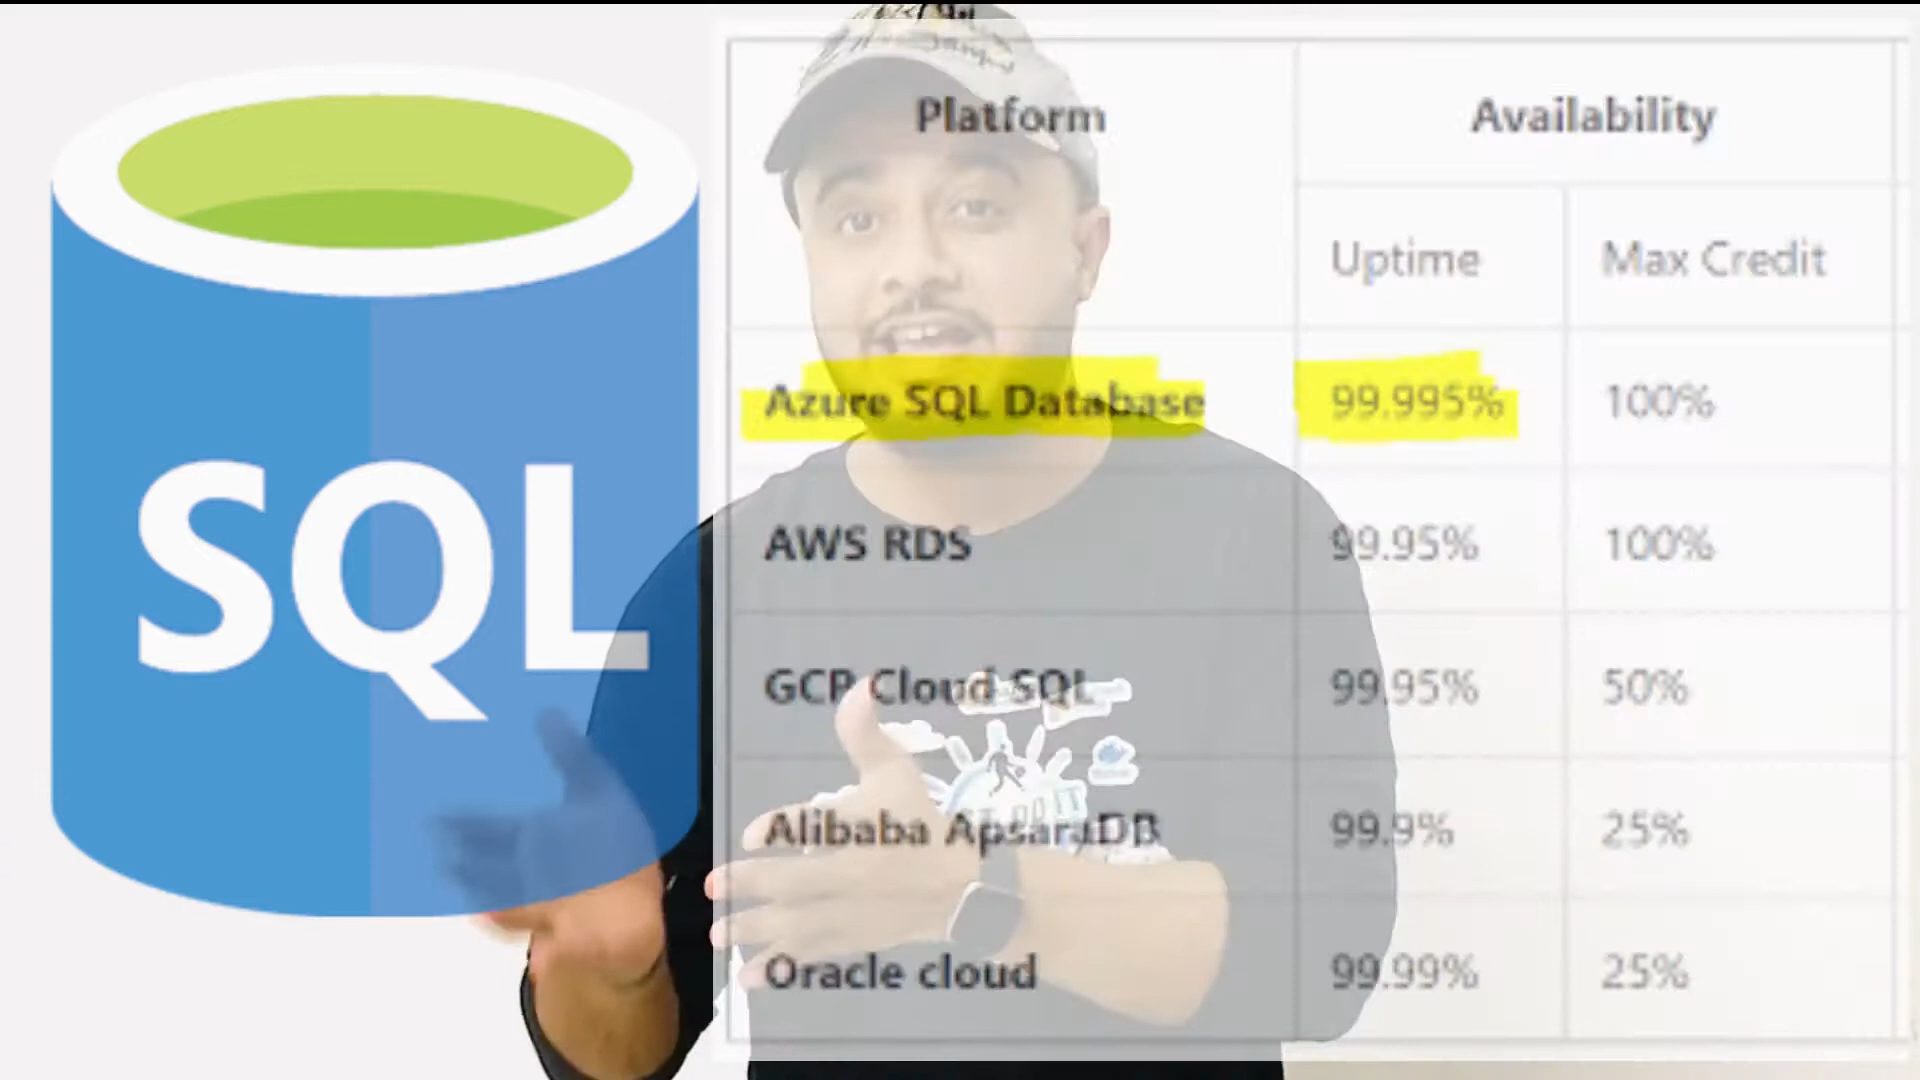 SQL
Platform Availability
Uptime Max Credit
Azure SQL Database 99.995% 100%
AWS RDS 99.95% 100%
GCP Cloud SQL 99.95% 50%
Alibaba ApsaraDB 99.9% 25%
Oracle cloud 99.99% 25%